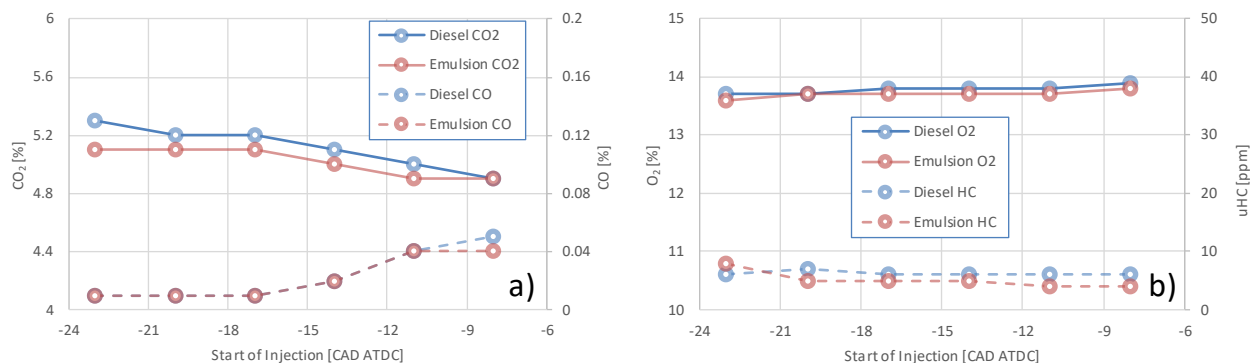 6
5.6
5.2
4.8
4.4
4
CO₂ [%]
0.2
0.16
0.12
0.08
0.04
0
CO [%]
Diesel CO2
Emulsion CO2
Diesel CO
Emulsion CO
a)
-24 -21 -18 -15 -12 -9 -6
Start of Injection [CAD ATDC]
15
14
13
12
11
10
O₂ [%]
50
40
30
20
10
0
uHC [ppm]
Diesel O2
Emulsion O2
Diesel HC
Emulsion HC
b)
-24 -21 -18 -15 -12 -9 -6
Start of Injection [CAD ATDC]